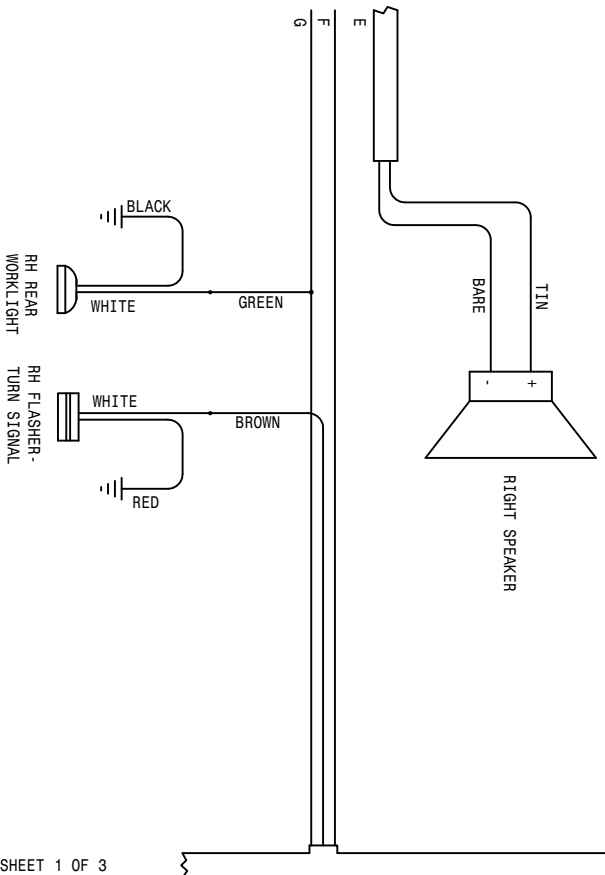 G
F
E
BLACK
TIN
BARE
RH REAR
WORKLIGHT
WHITE
GREEN
- +
RH FLASHER-
TURN SIGNAL
WHITE
BROWN
RIGHT SPEAKER
RED
SHEET 1 OF 3